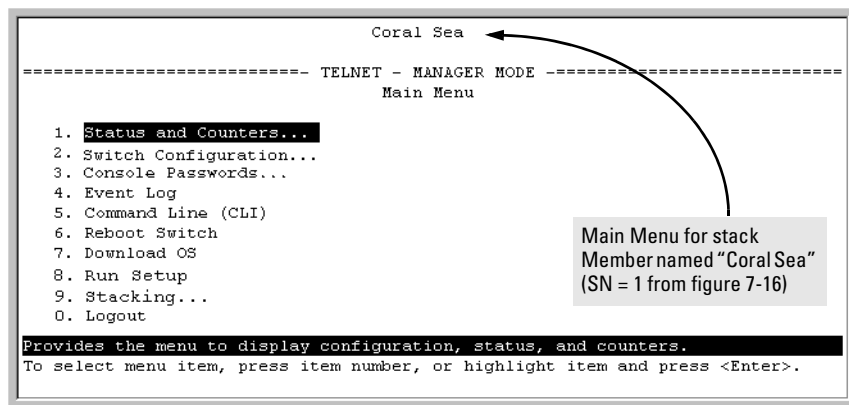 Coral Sea
===========================- TELNET - MANAGER MODE -===========================
Main Menu
1. Status and Counters...
2. Switch Configuration...
3. Console Passwords...
4. Event Log
5. Command Line (CLI)
6. Reboot Switch
7. Download OS
8. Run Setup
9. Stacking...
0. Logout
Provides the menu to display configuration, status, and counters.
To select menu item, press item number, or highlight item and press <Enter>.
Main Menu for stack
Member named “Coral Sea”
(SN = 1 from figure 7-16)